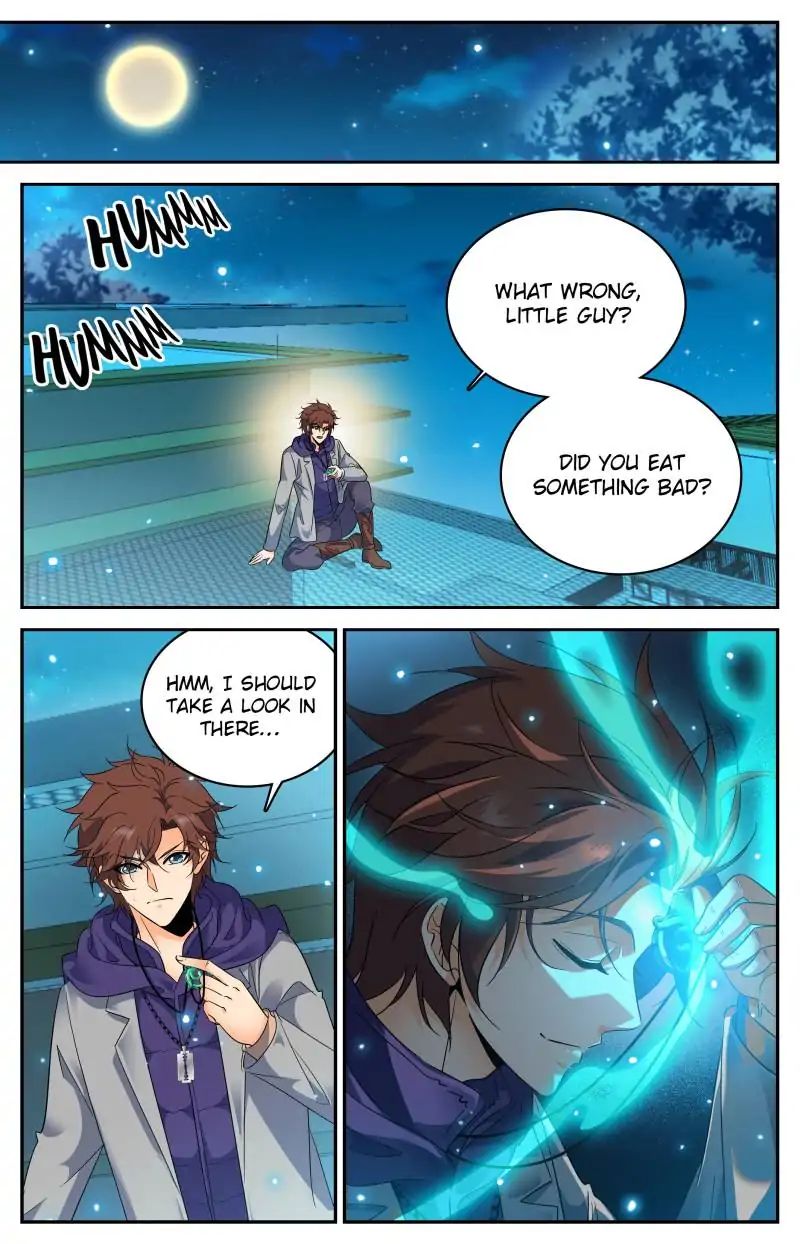 HUMMM
HUMMM
WHAT WRONG,
LITTLE GUY?
DID YOU EAT
SOMETHING BAD?
HMM, I SHOULD
TAKE A LOOK IN
THERE...